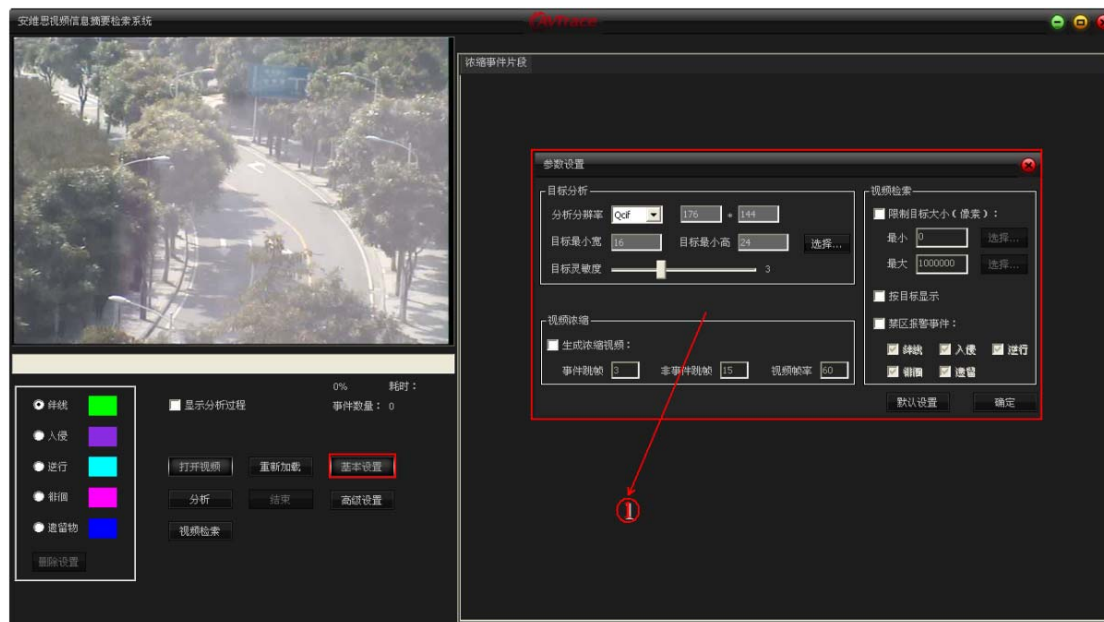 安维思视频信息摘要检索系统
AVTrace
浓缩事件片段
参数设置
目标分析
分析分辨率 Qcif 176 * 144
目标最小宽 16 目标最小高 24 选择...
目标灵敏度 3
视频浓缩
生成浓缩视频：
事件跳帧 3 非事件跳帧 15 视频帧率 60
视频检索
限制目标大小(像素)：
最小 0 选择...
最大 1000000 选择...
按目标显示
禁区报警事件：
绊线 入侵 逆行
徘徊 遗留
默认设置 确定
①
0% 耗时：
显示分析过程 事件数量： 0
绊线
入侵
逆行
徘徊
遗留物
删除设置
打开视频 重新加载 基本设置
分析 结束 高级设置
视频检索